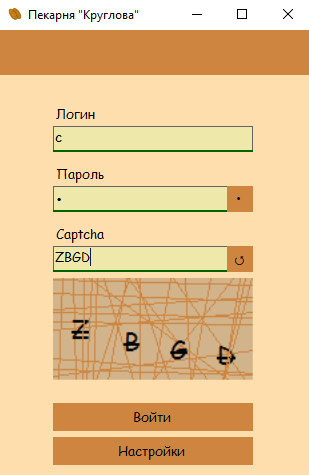 Пекарня "Круглова"
Логин
с
Пароль
Captcha
ZBGD
Z B G D
Войти
Настройки